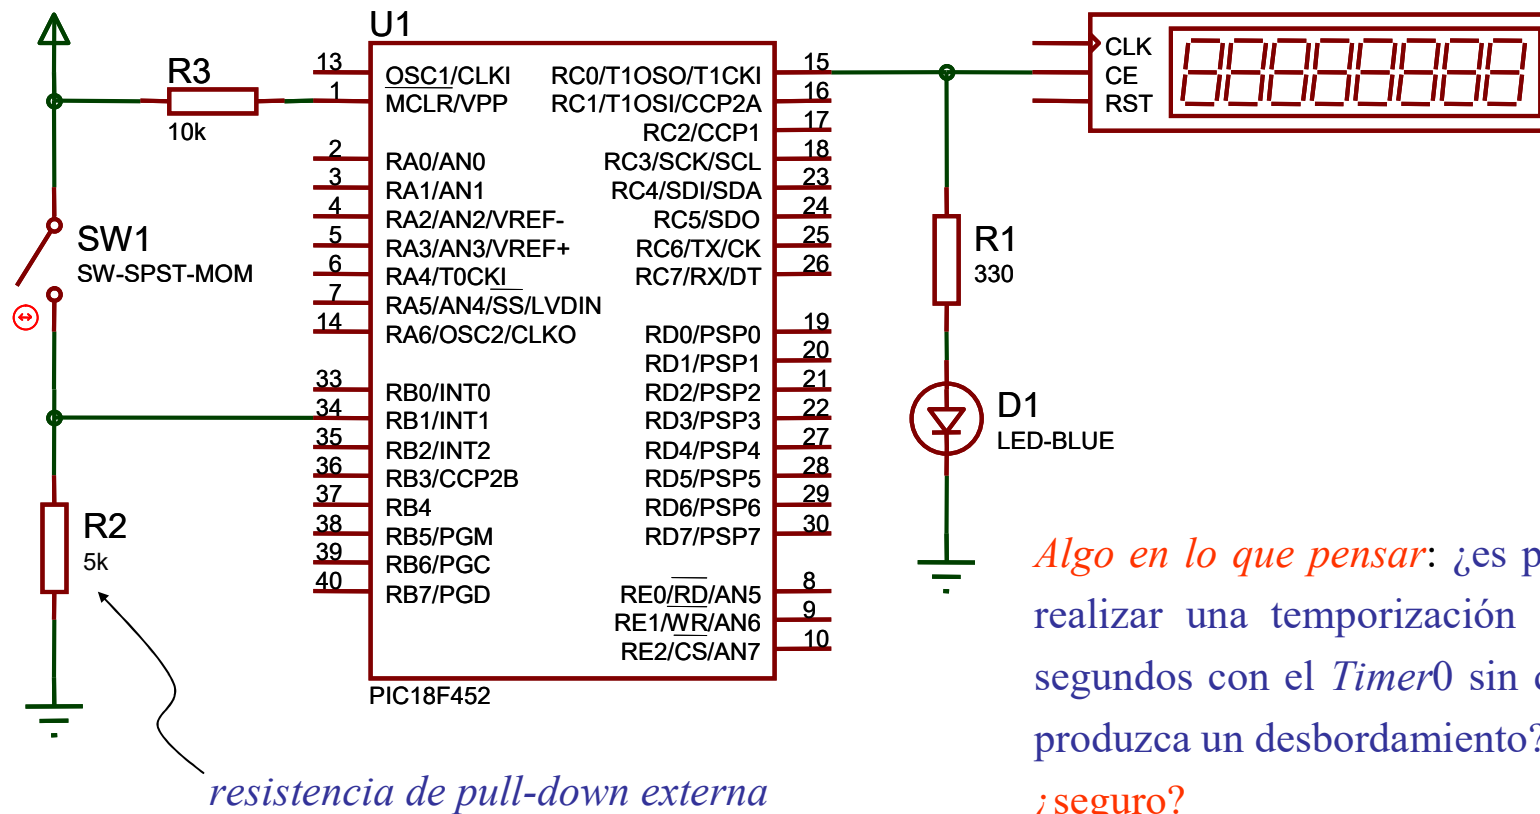 U1
R3
10k
SW1
SW-SPST-MOM
R2
5k
13 OSC1/CLKI
1 MCLR/VPP
2 RA0/AN0
3 RA1/AN1
4 RA2/AN2/VREF-
5 RA3/AN3/VREF+
6 RA4/T0CKI
7 RA5/AN4/SS/LVDIN
14 RA6/OSC2/CLKO
33 RB0/INT0
34 RB1/INT1
35 RB2/INT2
36 RB3/CCP2B
37 RB4
38 RB5/PGM
39 RB6/PGC
40 RB7/PGD
RC0/T1OSO/T1CKI 15
RC1/T1OSI/CCP2A 16
RC2/CCP1 17
RC3/SCK/SCL 18
RC4/SDI/SDA 23
RC5/SDO 24
RC6/TX/CK 25
RC7/RX/DT 26
RD0/PSP0 19
RD1/PSP1 20
RD2/PSP2 21
RD3/PSP3 22
RD4/PSP4 27
RD5/PSP5 28
RD6/PSP6 29
RD7/PSP7 30
RE0/RD/AN5 8
RE1/WR/AN6 9
RE2/CS/AN7 10
PIC18F452
CLK
CE
RST
R1
330
D1
LED-BLUE
resistencia de pull-down externa
Algo en lo que pensar: ¿es
realizar una temporización
segundos con el Timer0 sin
produzca un desbordamiento?
¿seguro?